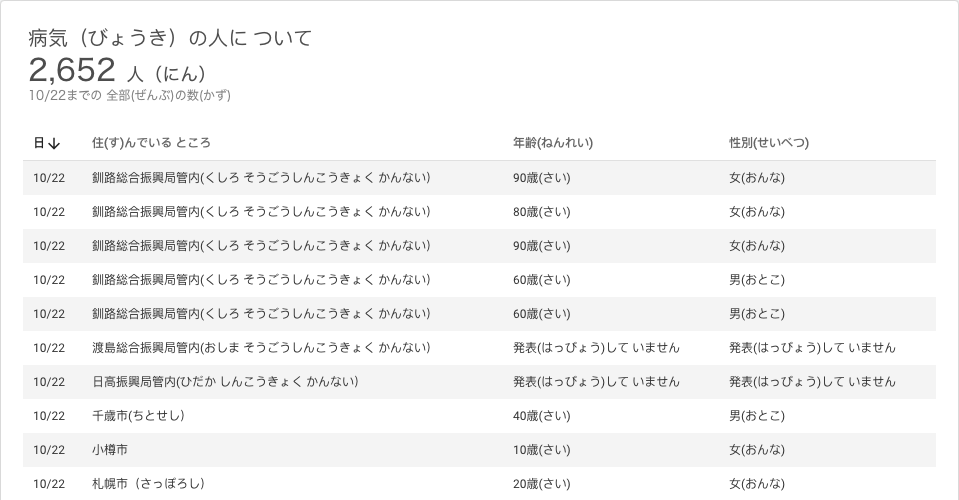 病気（びょうき）の人に ついて
2,652 人（にん）
10/22までの 全部(ぜんぶ)の数(かず)
日↓ 住(す)んでいる ところ 年齢(ねんれい) 性別(せいべつ)
10/22 釧路総合振興局管内(くしろ そうごうしんこうきょく かんない） 90歳(さい) 女(おんな)
10/22 釧路総合振興局管内(くしろ そうごうしんこうきょく かんない） 80歳(さい) 女(おんな)
10/22 釧路総合振興局管内(くしろ そうごうしんこうきょく かんない） 90歳(さい) 女(おんな)
10/22 釧路総合振興局管内(くしろ そうごうしんこうきょく かんない） 60歳(さい) 男(おとこ)
10/22 釧路総合振興局管内(くしろ そうごうしんこうきょく かんない） 60歳(さい) 男(おとこ)
10/22 渡島総合振興局管内(おしま そうごうしんこうきょく かんない） 発表(はっぴょう)して いません 発表(はっぴょう)して いません
10/22 日高振興局管内(ひだか しんこうきょく かんない） 発表(はっぴょう)して いません 発表(はっぴょう)して いません
10/22 千歳市(ちとせし） 40歳(さい) 男(おとこ)
10/22 小樽市 10歳(さい) 女(おんな)
10/22 札幌市（さっぽろし） 20歳(さい) 女(おんな)